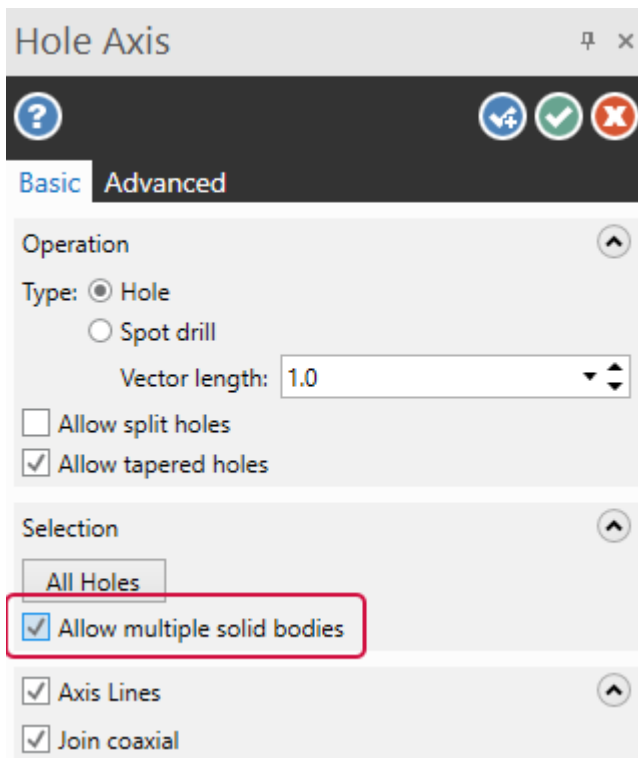 Hole Axis
?
Basic Advanced
Operation
Type: Hole
Spot drill
Vector length: 1.0
Allow split holes
Allow tapered holes
Selection
All Holes
Allow multiple solid bodies
Axis Lines
Join coaxial